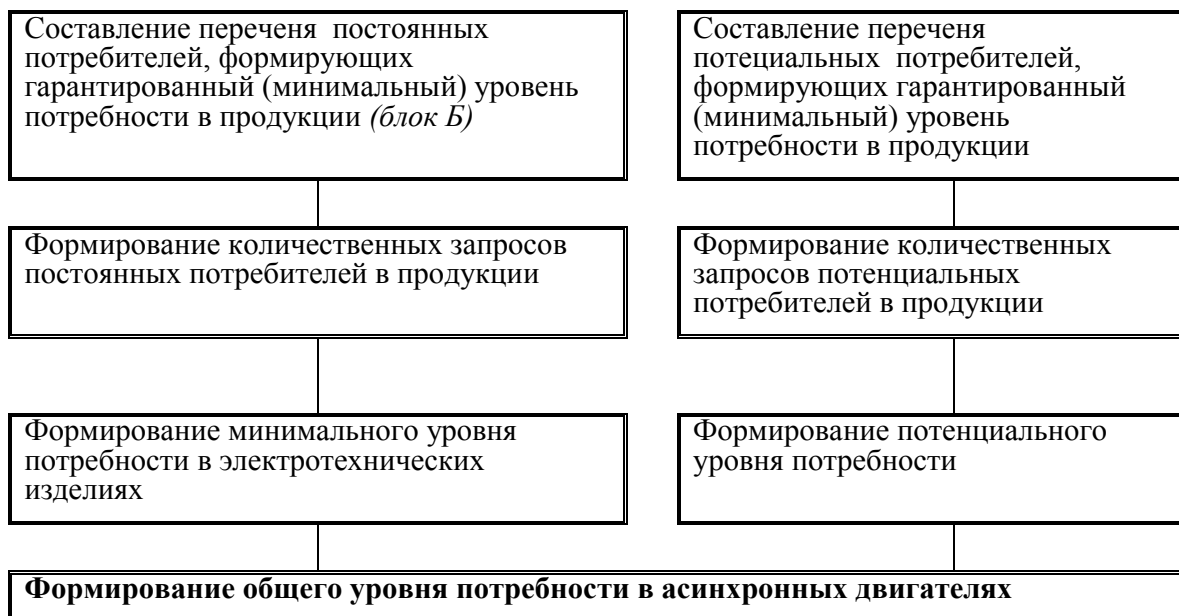 Составление переченя постоянных
потребителей, формирующих
гарантированный (минимальный) уровень
потребности в продукции (блок Б)
Составление переченя
потециальных потребителей,
формирующих гарантированный
(минимальный) уровень
потребности в продукции
Формирование количественных запросов
постоянных потребителей в продукции
Формирование количественных
запросов потенциальных
потребителей в продукции
Формирование минимального уровня
потребности в электротехнических
изделиях
Формирование потенциального
уровня потребности
Формирование общего уровня потребности в асинхронных двигателях